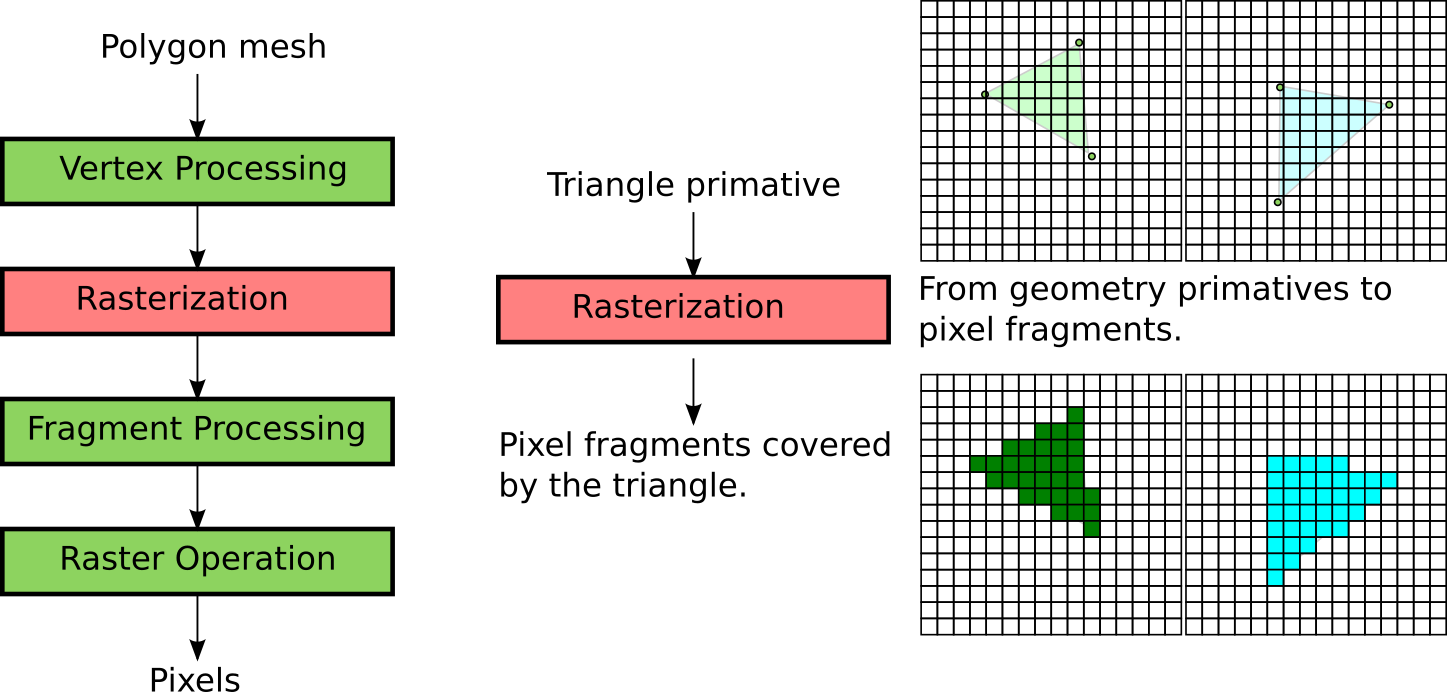 Polygon mesh
Vertex Processing
Rasterization
Fragment Processing
Raster Operation
Pixels
Triangle primative
Rasterization
Pixel fragments covered
by the triangle.
From geometry primatives to
pixel fragments.